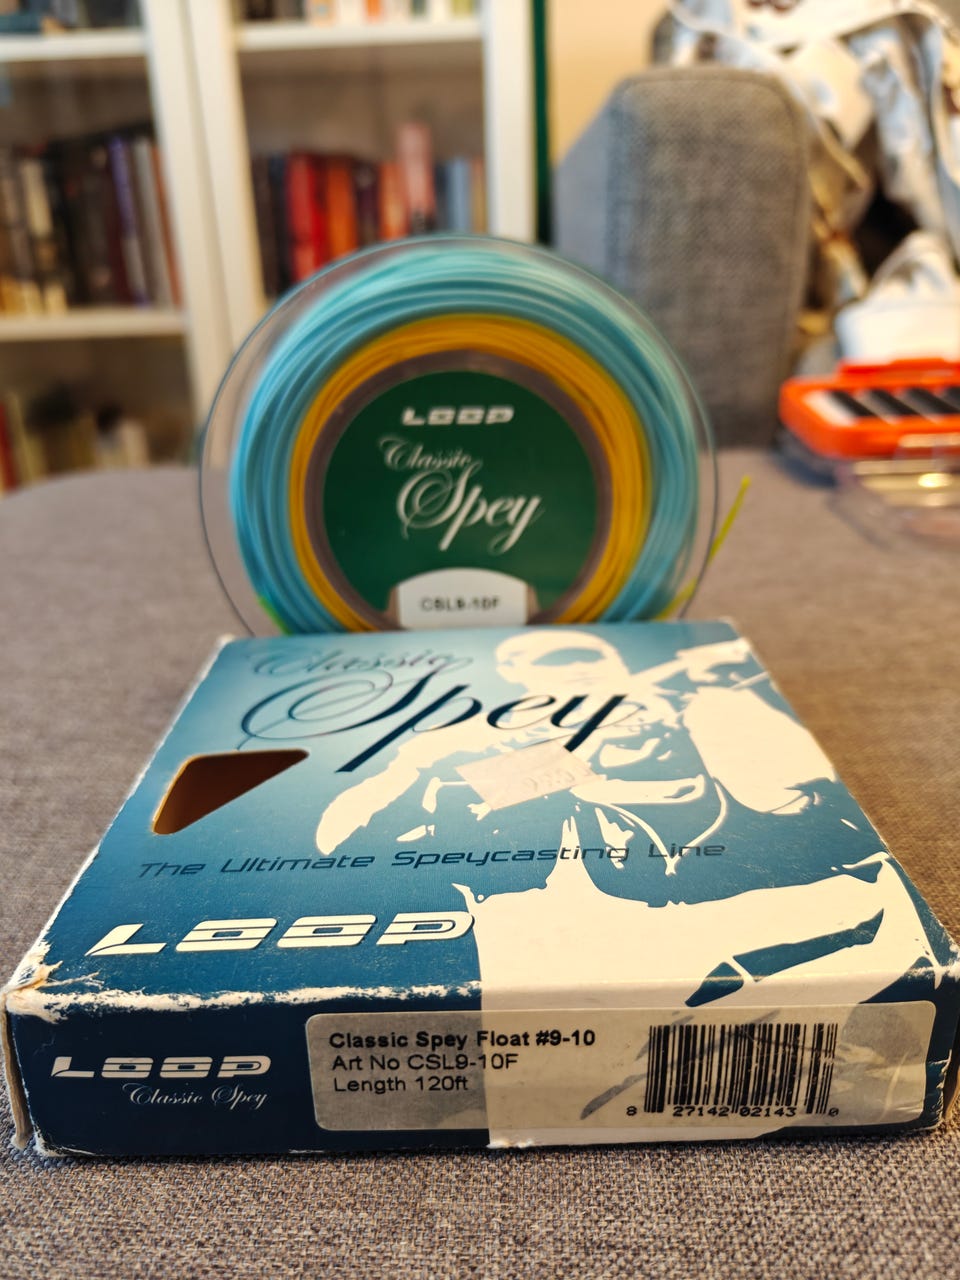 LOOP
Classic
Spey
CSL9-10F
Classic
Spey
The Ultimate Speycasting Line
LOOP
LOOP
Classic Spey
Classic Spey Float #9-10
Art No CSL9-10F
Length 120ft
8 27142 02143 0